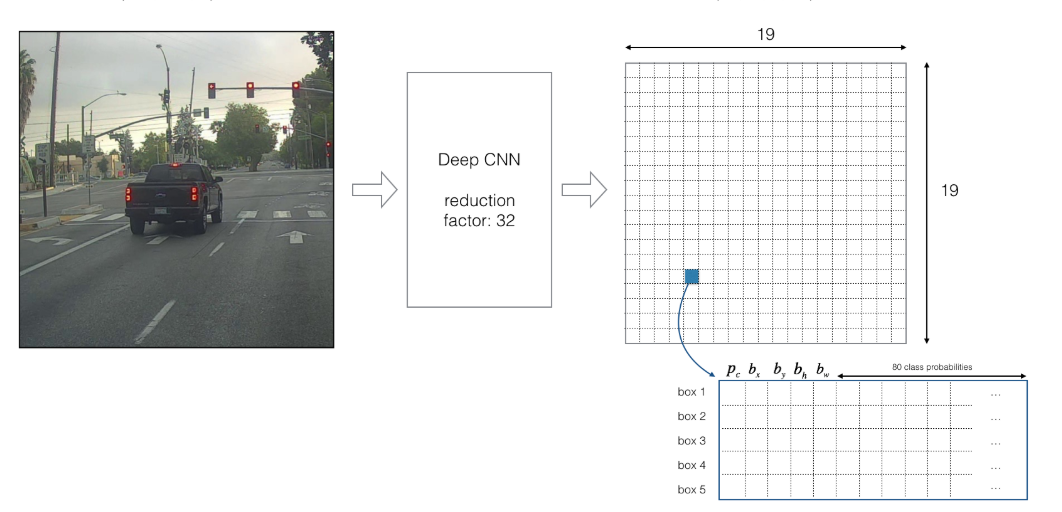 19
Deep CNN
reduction
factor: 32
19
p_c b_x b_y b_h b_w
80 class probabilities
box 1 ...
box 2 ...
box 3 ...
box 4 ...
box 5 ...